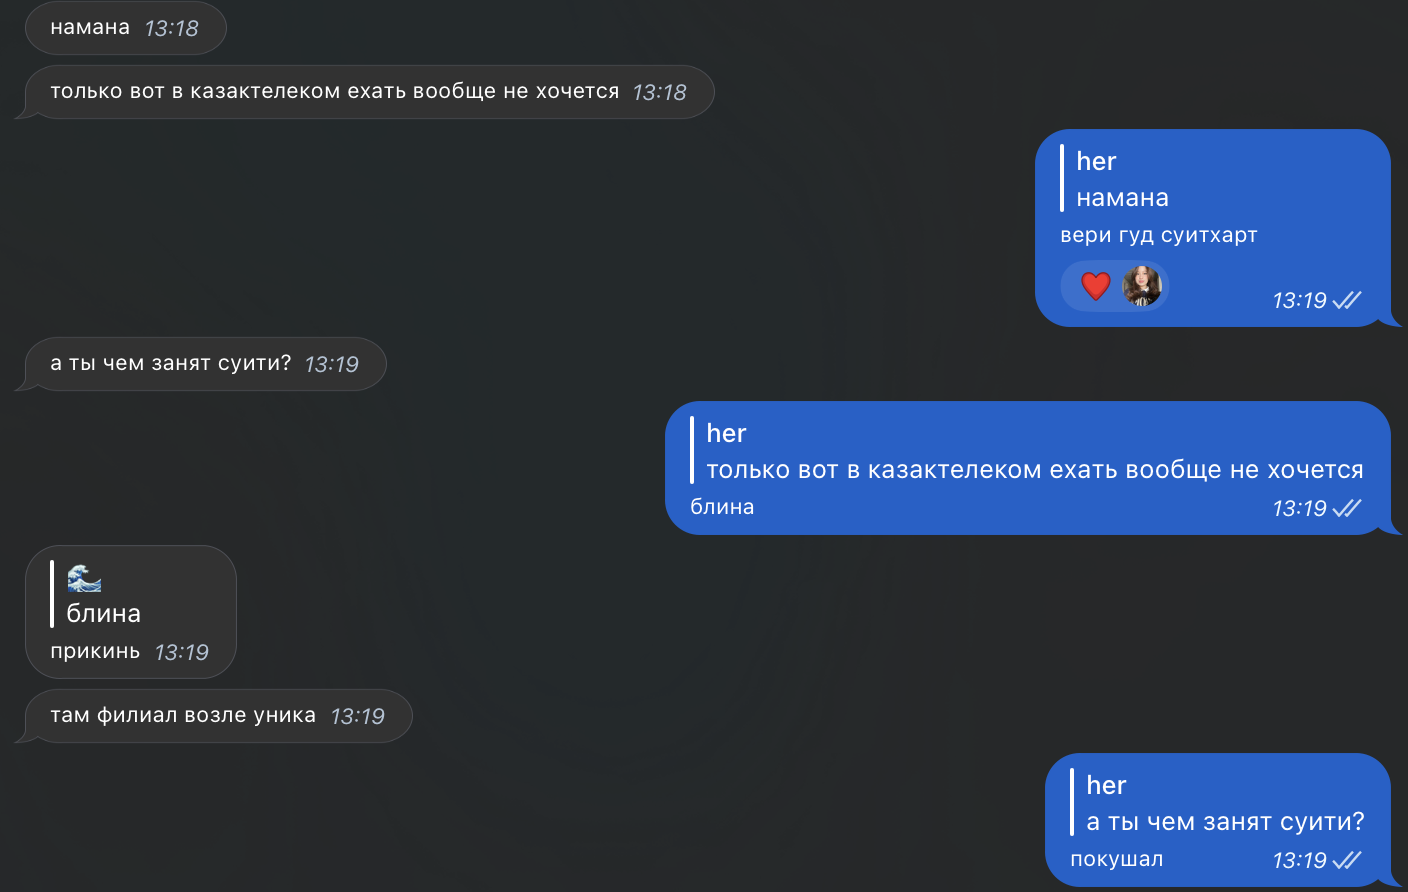 намана 13:18
только вот в казактелеком ехать вообще не хочется 13:18
her
намана
вери гуд суитхарт
13:19
а ты чем занят суити? 13:19
her
только вот в казактелеком ехать вообще не хочется
блина 13:19
🌊
блина
прикинь 13:19
там филиал возле уника 13:19
her
а ты чем занят суити?
покушал 13:19